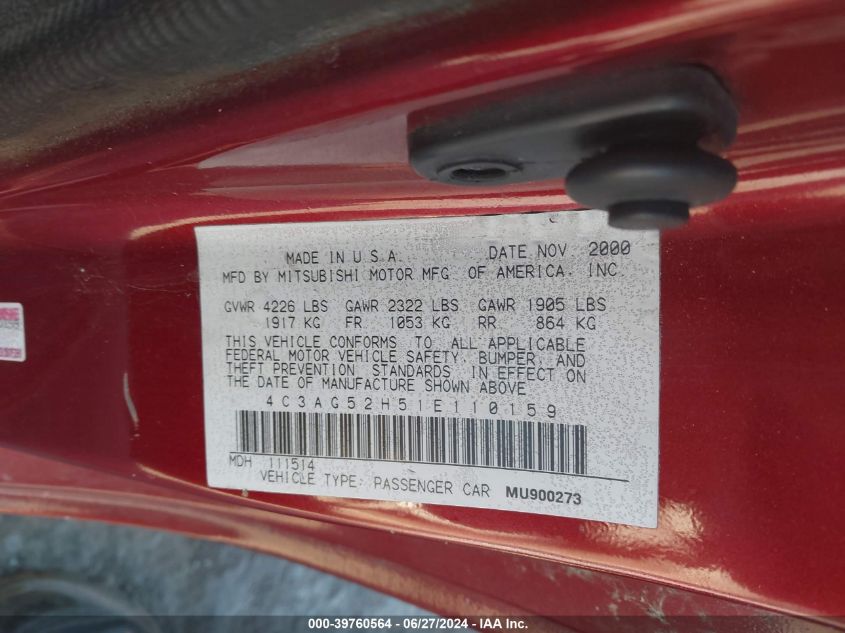 MADE IN U.S.A. DATE NOV 2000
MFD BY MITSUBISHI MOTOR MFG. OF AMERICA. INC.
GVWR 4226 LBS GAWR 2322 LBS GAWR 1905 LBS
1917 KG FR 1053 KG RR 864 KG
THIS VEHICLE CONFORMS TO ALL APPLICABLE
FEDERAL MOTOR VEHICLE SAFETY, BUMPER, AND
THEFT PREVENTION STANDARDS IN EFFECT ON
THE DATE OF MANUFACTURE SHOWN ABOVE
4C3AG52H51E110159
MDH 111514
VEHICLE TYPE: PASSENGER CAR MU900273
000-39760564 / 06/27/2024 - IAA Inc.